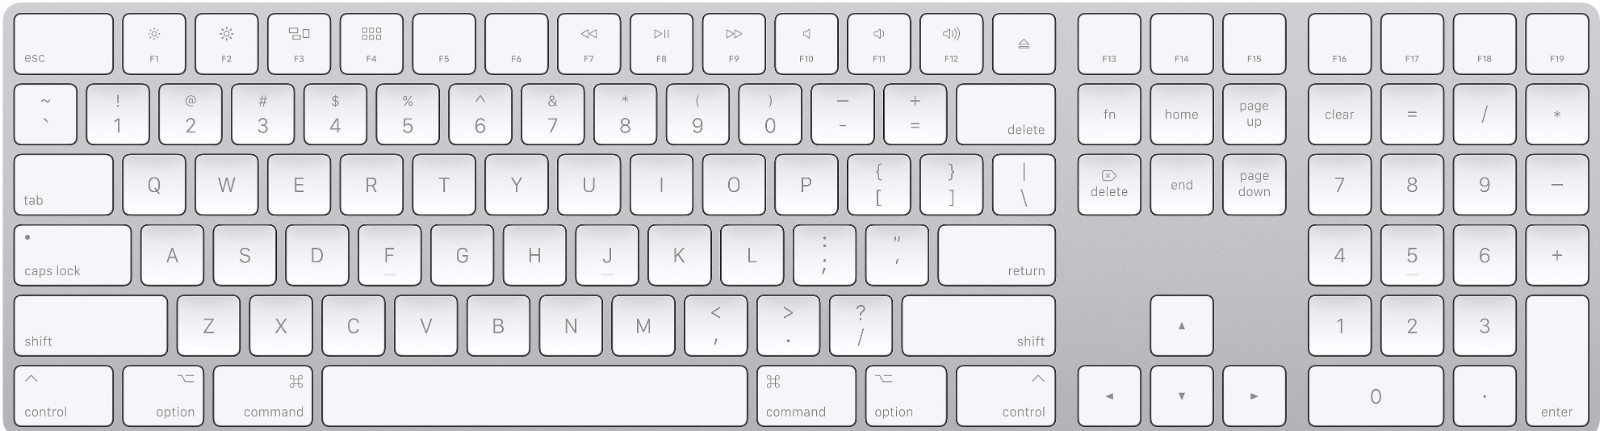 esc F1 F2 F3 F4 F5 F6 F7 F8 F9 F10 F11 F12 F13 F14 F15 F16 F17 F18 F19
~ ! @ # $ % ^ & * ( ) — +
` 1 2 3 4 5 6 7 8 9 0 - = delete fn home page up clear = / *
tab Q W E R T Y U I O P { [ } ] | \ delete end page down 7 8 9 −
caps lock A S D F G H J K L : ; " ' return 4 5 6 +
shift Z X C V B N M < , > . ? / shift 1 2 3
control option command command option control 0 . enter